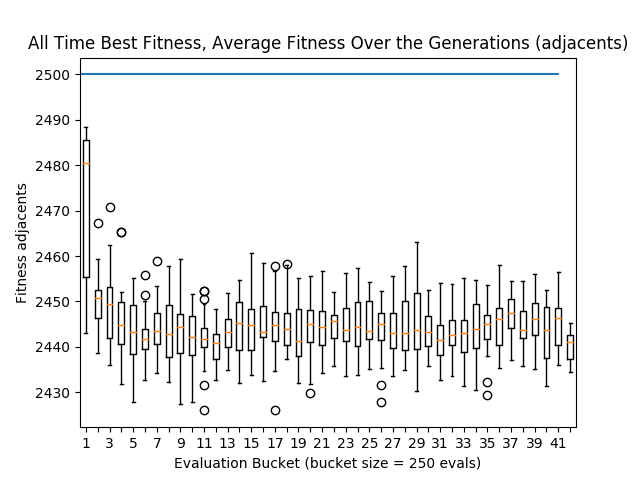 All Time Best Fitness, Average Fitness Over the Generations (adjacents)
2500
2490
2480
2470
2460
2450
2440
2430
Fitness adjacents
1 3 5 7 9 11 13 15 17 19 21 23 25 27 29 31 33 35 37 39 41
Evaluation Bucket (bucket size = 250 evals)